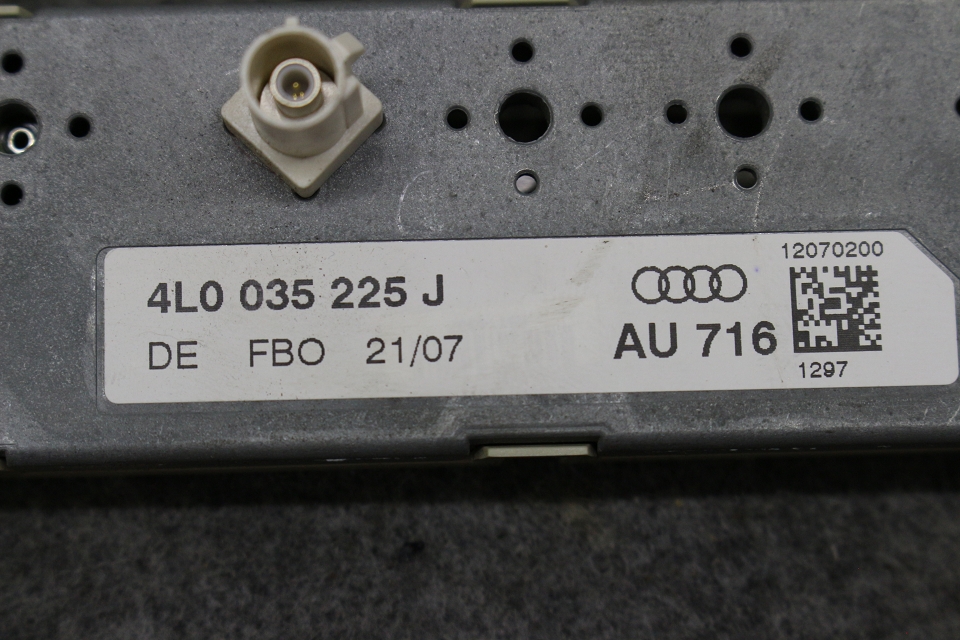 12070200
4L0 035 225 J
AU 716
DE FBO 21/07
1297